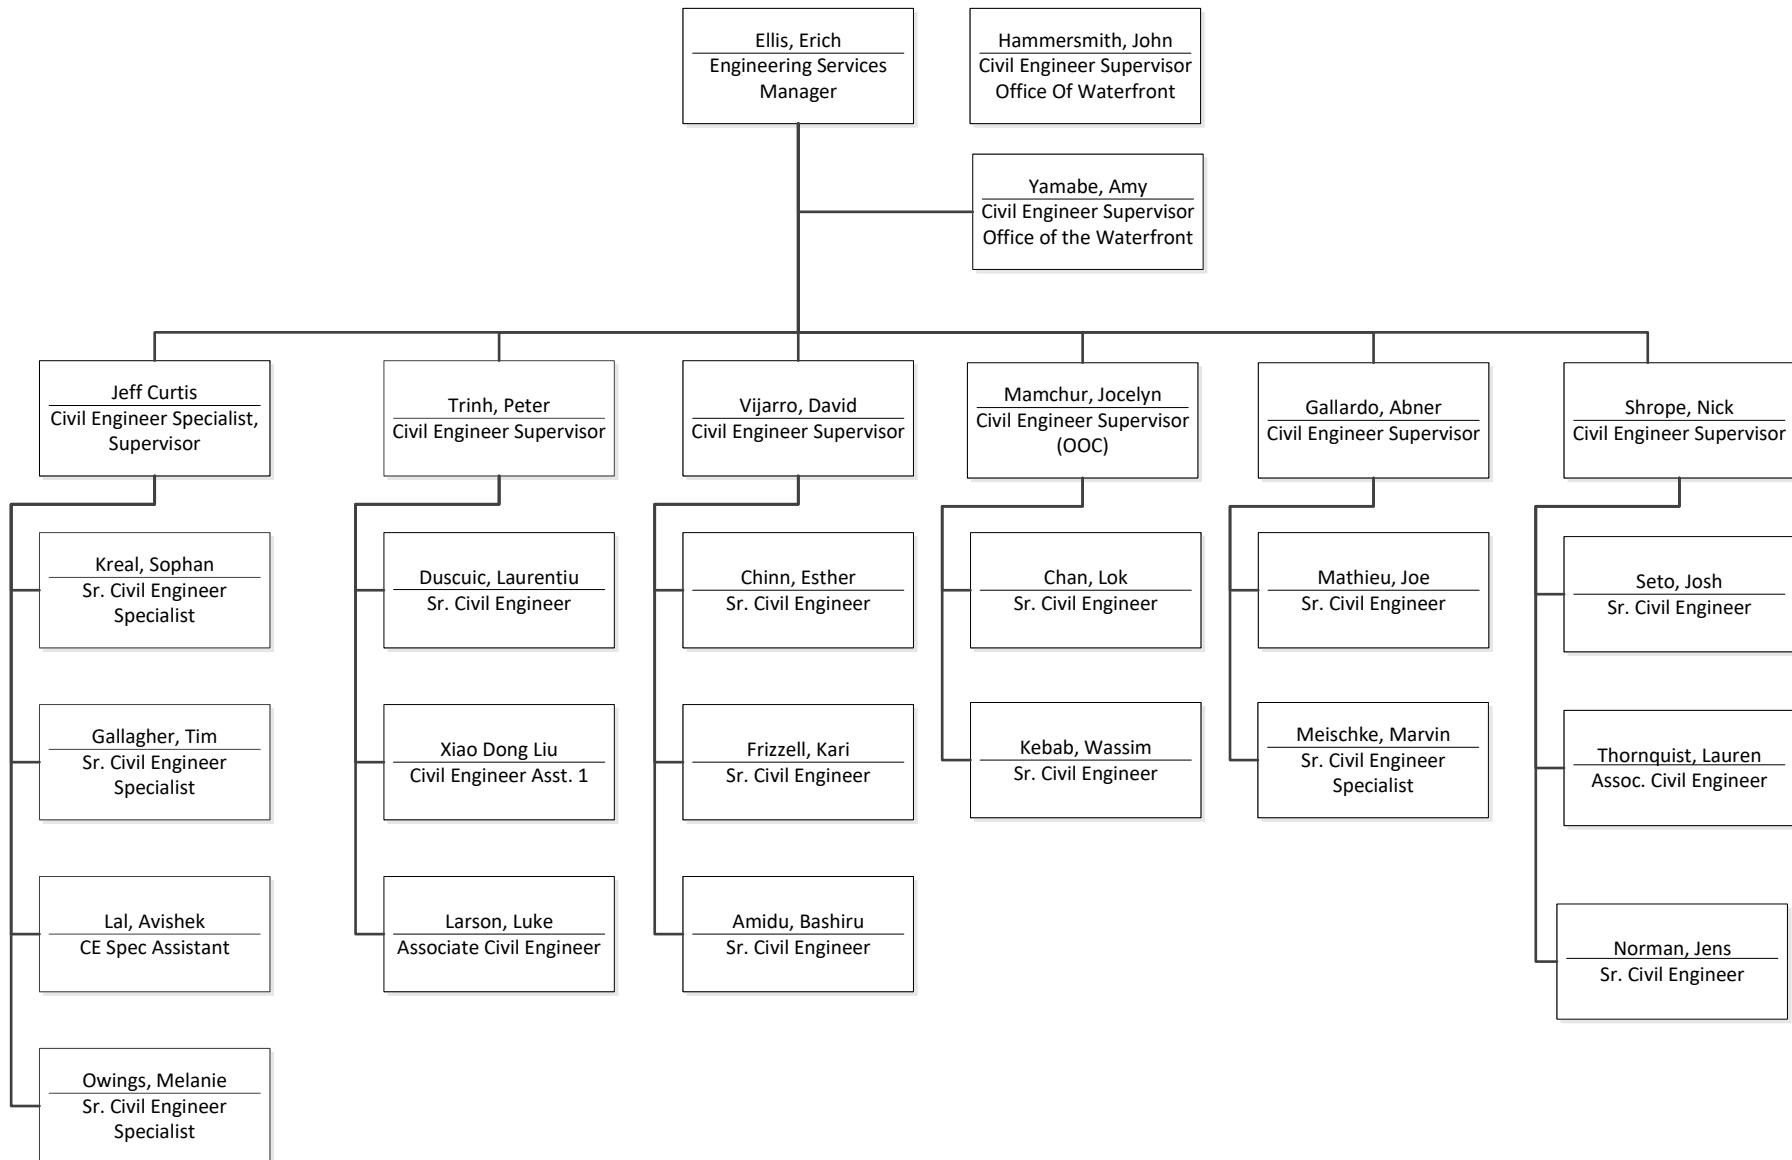 Ellis, Erich
Engineering Services
Manager
Hammersmith, John
Civil Engineer Supervisor
Office Of Waterfront
Yamabe, Amy
Civil Engineer Supervisor
Office of the Waterfront
Jeff Curtis
Civil Engineer Specialist,
Supervisor
Trinh, Peter
Civil Engineer Supervisor
Vijarro, David
Civil Engineer Supervisor
Mamchur, Jocelyn
Civil Engineer Supervisor
(OOC)
Gallardo, Abner
Civil Engineer Supervisor
Shrope, Nick
Civil Engineer Supervisor
Kreal, Sophan
Sr. Civil Engineer
Specialist
Duscuic, Laurentiu
Sr. Civil Engineer
Chinn, Esther
Sr. Civil Engineer
Chan, Lok
Sr. Civil Engineer
Mathieu, Joe
Sr. Civil Engineer
Seto, Josh
Sr. Civil Engineer
Gallagher, Tim
Sr. Civil Engineer
Specialist
Xiao Dong Liu
Civil Engineer Asst. 1
Frizzell, Kari
Sr. Civil Engineer
Kebab, Wassim
Sr. Civil Engineer
Meischke, Marvin
Sr. Civil Engineer
Specialist
Thornquist, Lauren
Assoc. Civil Engineer
Lal, Avishek
CE Spec Assistant
Larson, Luke
Associate Civil Engineer
Amidu, Bashiru
Sr. Civil Engineer
Norman, Jens
Sr. Civil Engineer
Owings, Melanie
Sr. Civil Engineer
Specialist